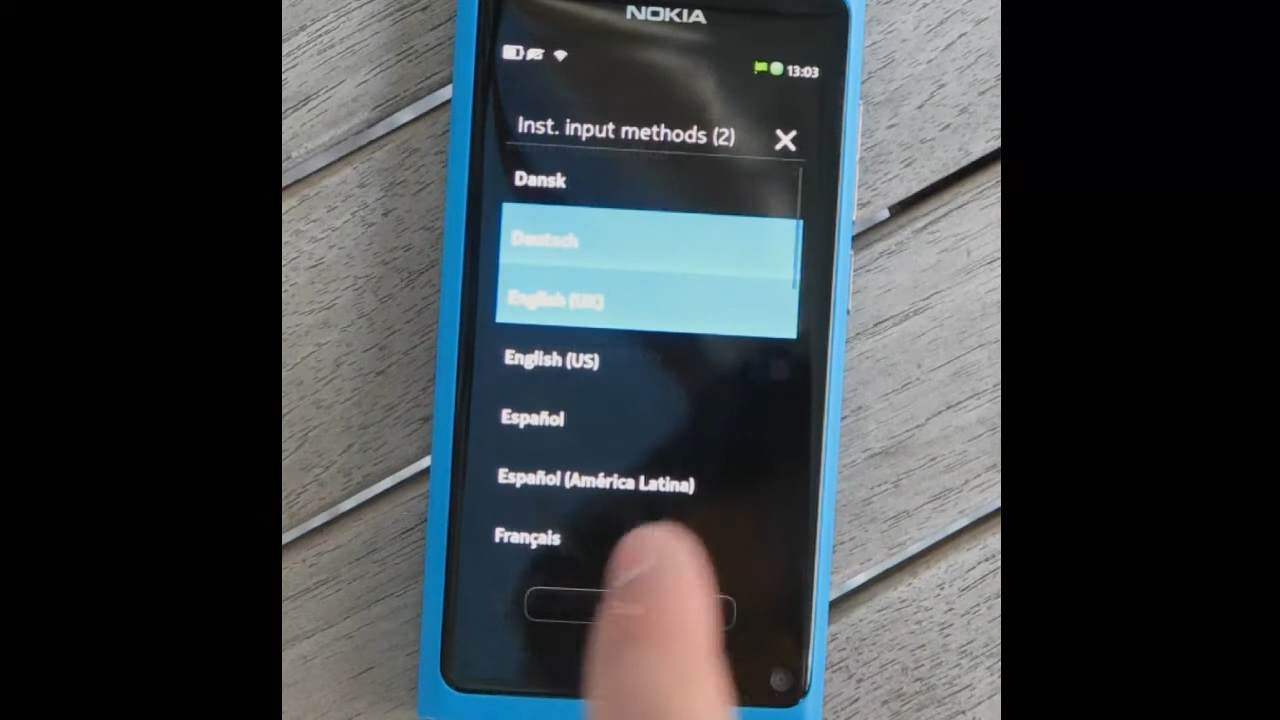 NOKIA
13:03
Inst. input methods (2)
Dansk
Deutsch
English (UK)
English (US)
Español
Español (América Latina)
Français